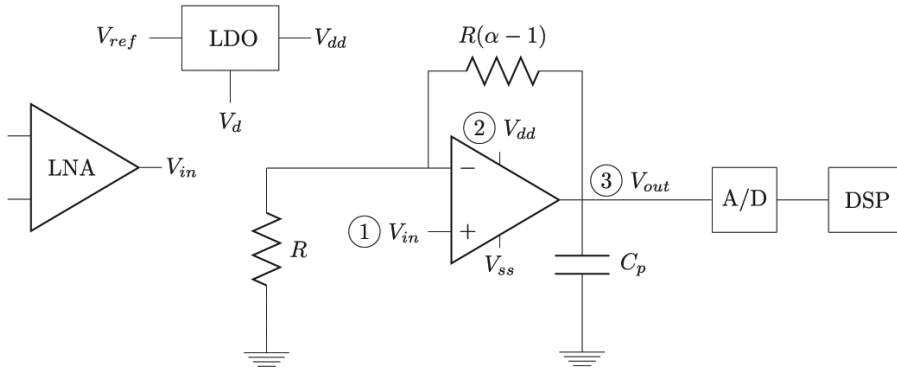 V_ref LDO V_dd
V_d
LNA V_in
R(α − 1)
② V_dd
−
③ V_out A/D DSP
① V_in +
R
V_ss
C_p